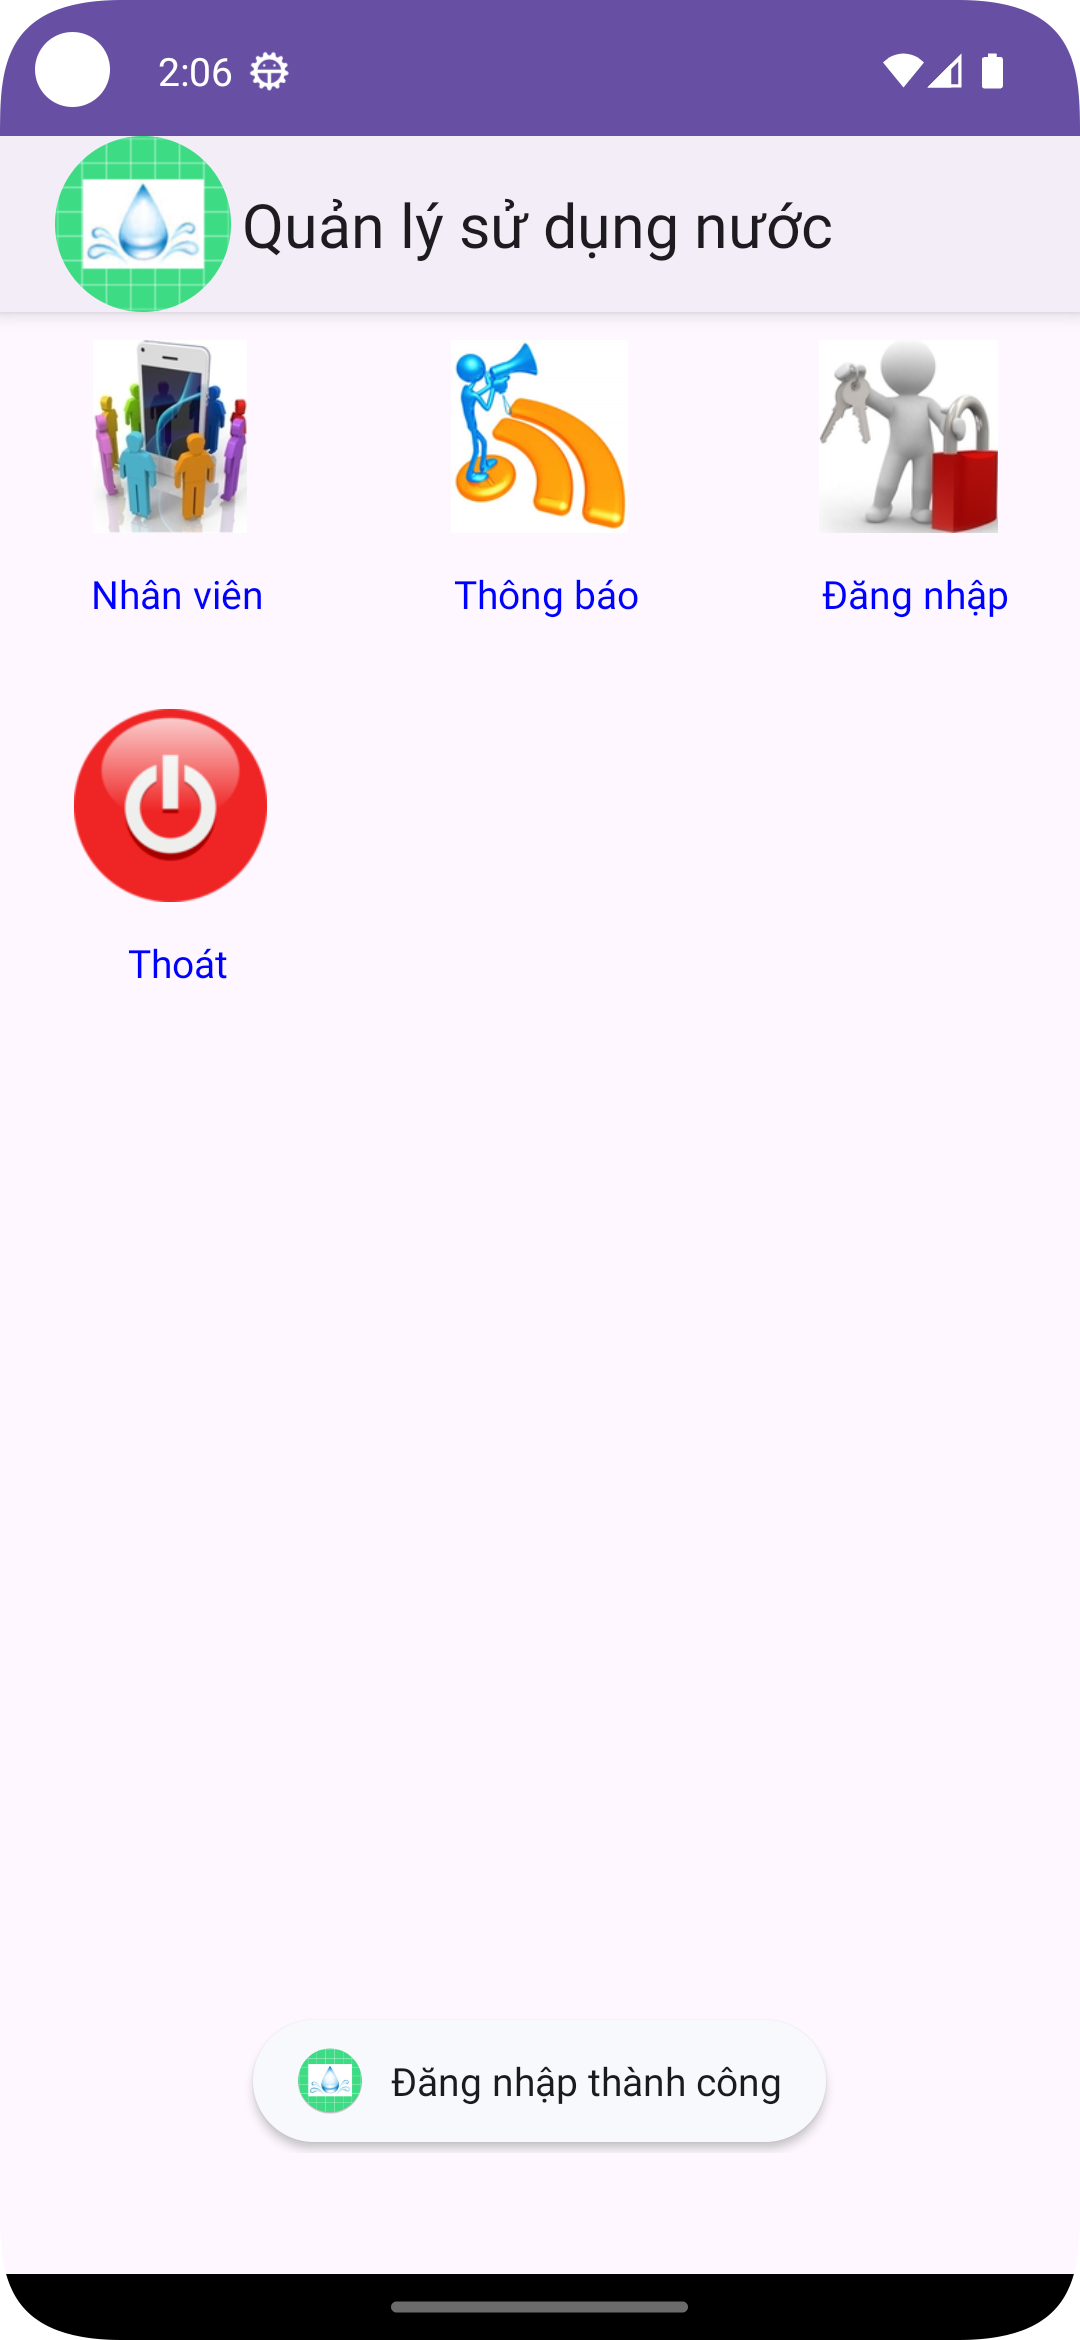 2:06
Quản lý sử dụng nước
Nhân viên
Thông báo
Đăng nhập
Thoát
Đăng nhập thành công